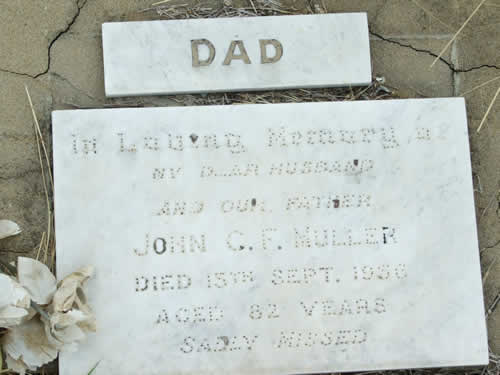 DAD
In Loving Memory of
MY DEAR HUSBAND
AND OUR FATHER
JOHN C. F. MULLER
DIED 15TH SEPT. 1956
AGED 82 YEARS
SADLY MISSED